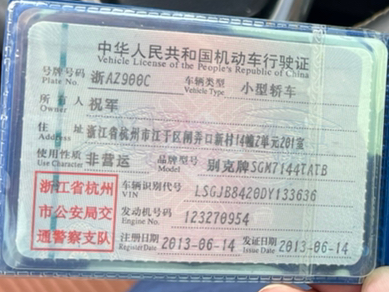 中华人民共和国机动车行驶证
Vehicle License of the People's Republic of China
号牌号码 浙AZ900C 车辆类型 小型轿车
Plate No. Vehicle Type
所有人 祝军
Owner
住址 浙江省杭州市江干区闸弄口新村14幢2单元201室
Address
使用性质 非营运 品牌型号 别克牌SGM7144TATB
Use Character Model
浙江省杭州
市公安局交
通警察支队
车辆识别代号 LSGJB8420DY133636
VIN
发动机号码 123270954
Engine No.
注册日期 2013-06-14 发证日期 2013-06-14
Register Date Issue Date